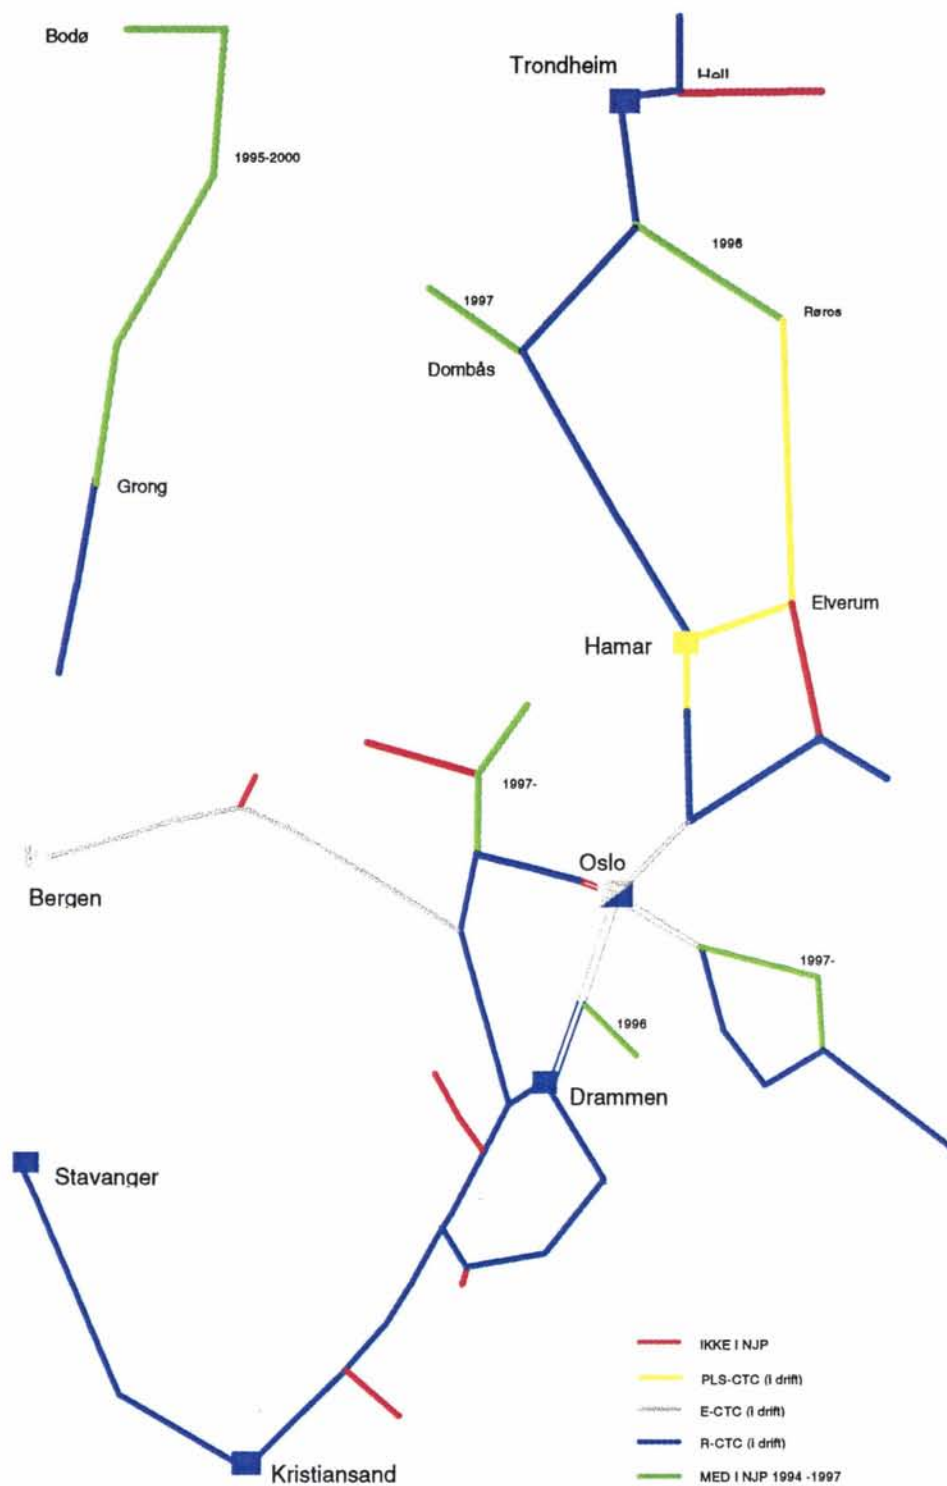 Bodø
Trondheim
Hell
1995-2000
1996
1997
Røros
Dombås
Grong
Elverum
Hamar
1997-
Oslo
Bergen
1997-
1996
Drammen
Stavanger
Kristiansand
IKKE I NJP
PLS-CTC (I drift)
E-CTC (I drift)
R-CTC (I drift)
MED I NJP 1994 -1997